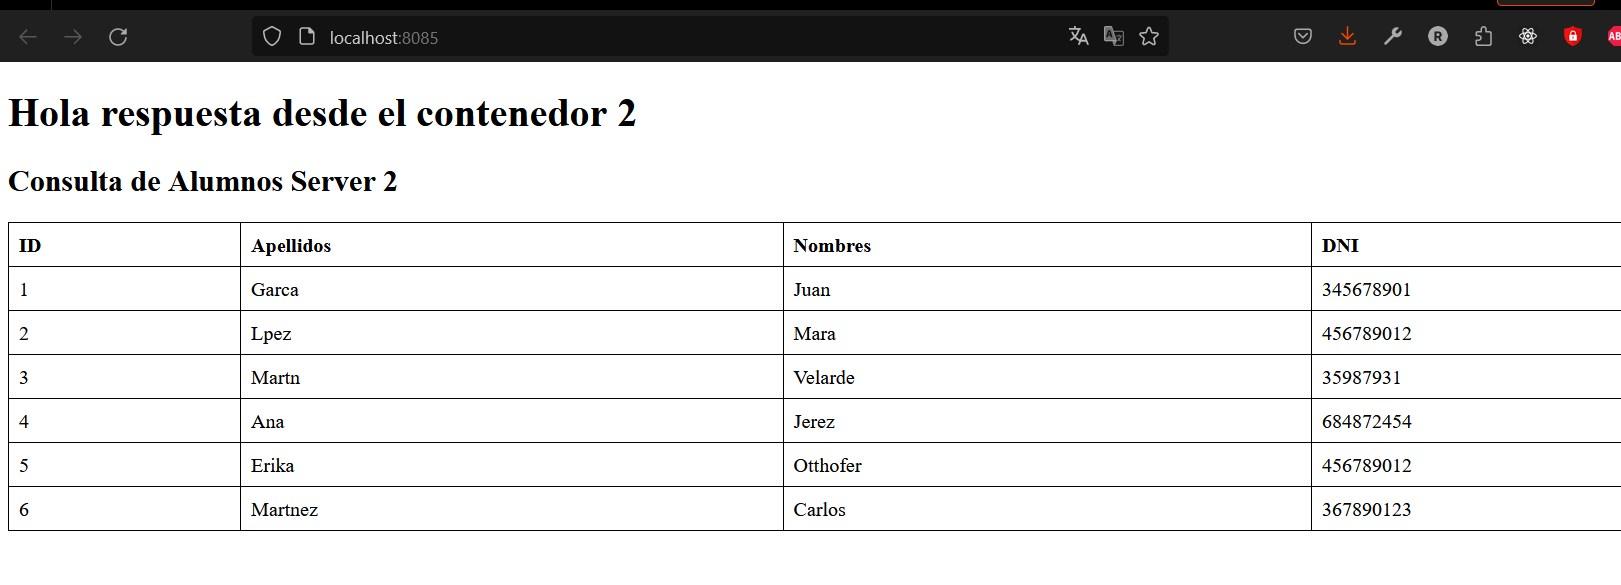 localhost:8085
Hola respuesta desde el contenedor 2
Consulta de Alumnos Server 2
ID Apellidos Nombres DNI
1 Garca Juan 345678901
2 Lpez Mara 456789012
3 Martn Velarde 35987931
4 Ana Jerez 684872454
5 Erika Otthofer 456789012
6 Martnez Carlos 367890123